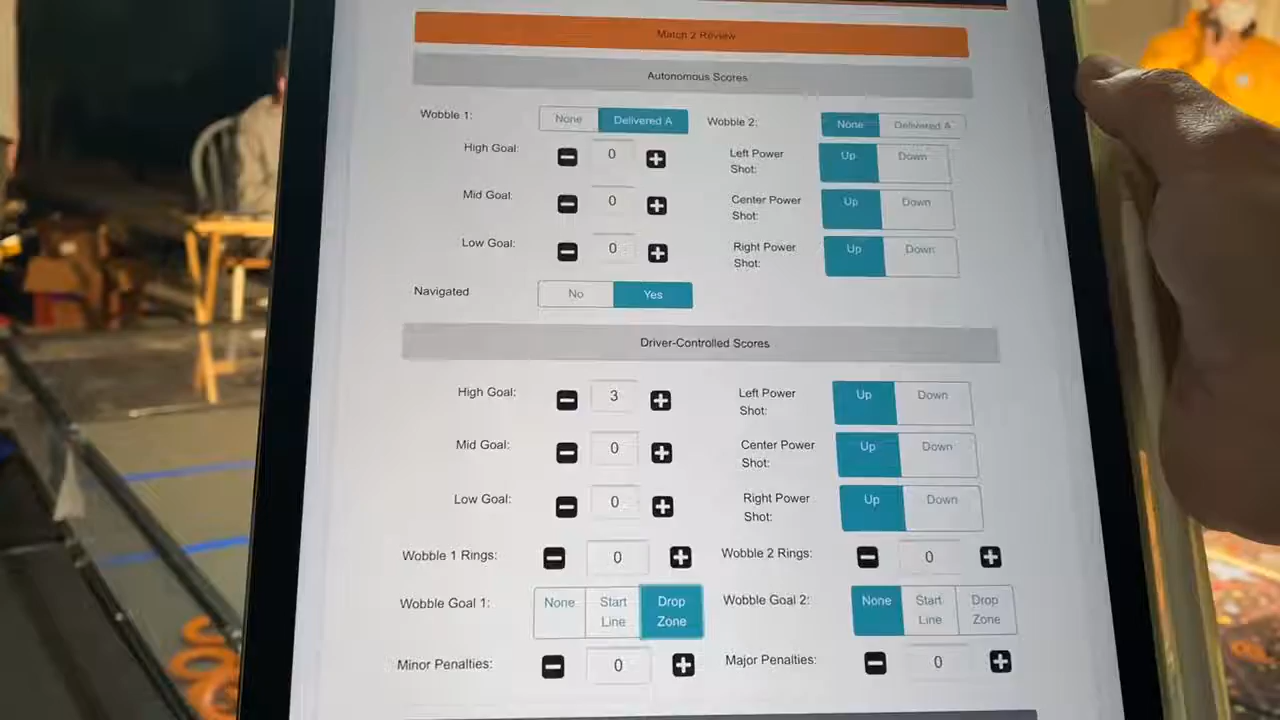 Match 2 Review
Autonomous Scores
Wobble 1: None Delivered A Wobble 2: None Delivered A
High Goal: 0 Left Power Shot: Up Down
Mid Goal: 0 Center Power Shot: Up Down
Low Goal: 0 Right Power Shot: Up Down
Navigated No Yes
Driver-Controlled Scores
High Goal: 3 Left Power Shot: Up Down
Mid Goal: 0 Center Power Shot: Up Down
Low Goal: 0 Right Power Shot: Up Down
Wobble 1 Rings: 0 Wobble 2 Rings: 0
Wobble Goal 1: None Start Line Drop Zone Wobble Goal 2: None Start Line Drop Zone
Minor Penalties: 0 Major Penalties: 0